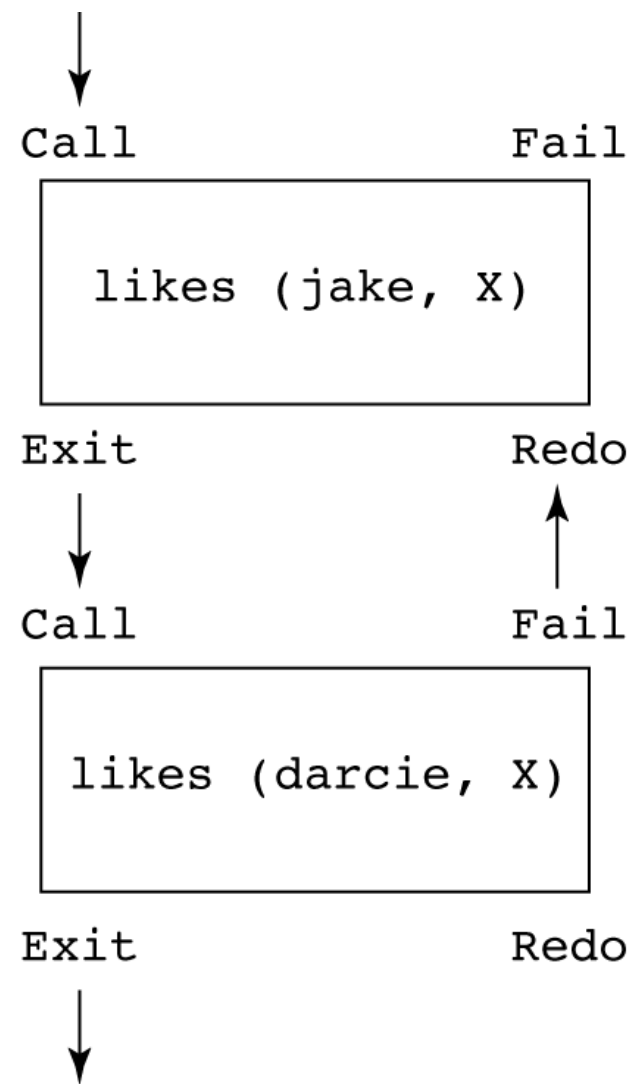 Call Fail
likes (jake, X)
Exit Redo
Call Fail
likes (darcie, X)
Exit Redo